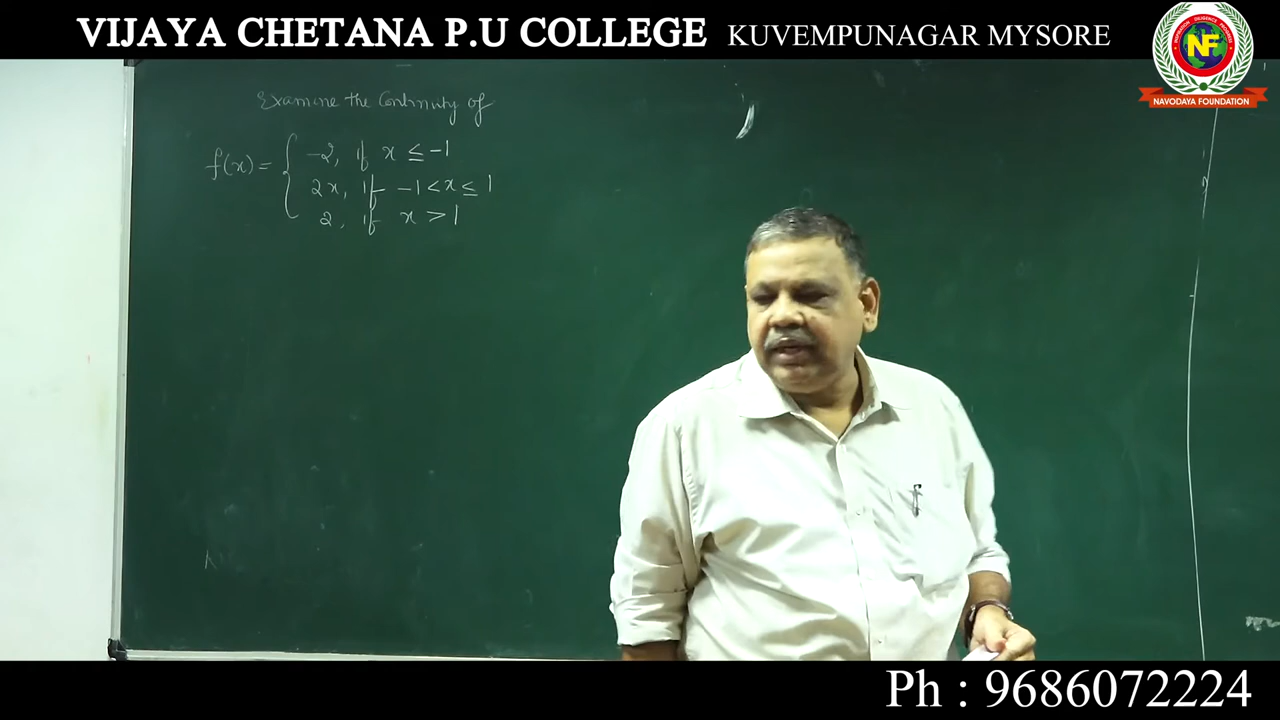 VIJAYA CHETANA P.U COLLEGE KUVEMPUNAGAR MYSORE
NF
NAVODAYA FOUNDATION
Examine the Continuity of
f(x) = { -2, if x ≤ -1
2x, if -1 < x ≤ 1
2, if x > 1
Ph : 9686072224